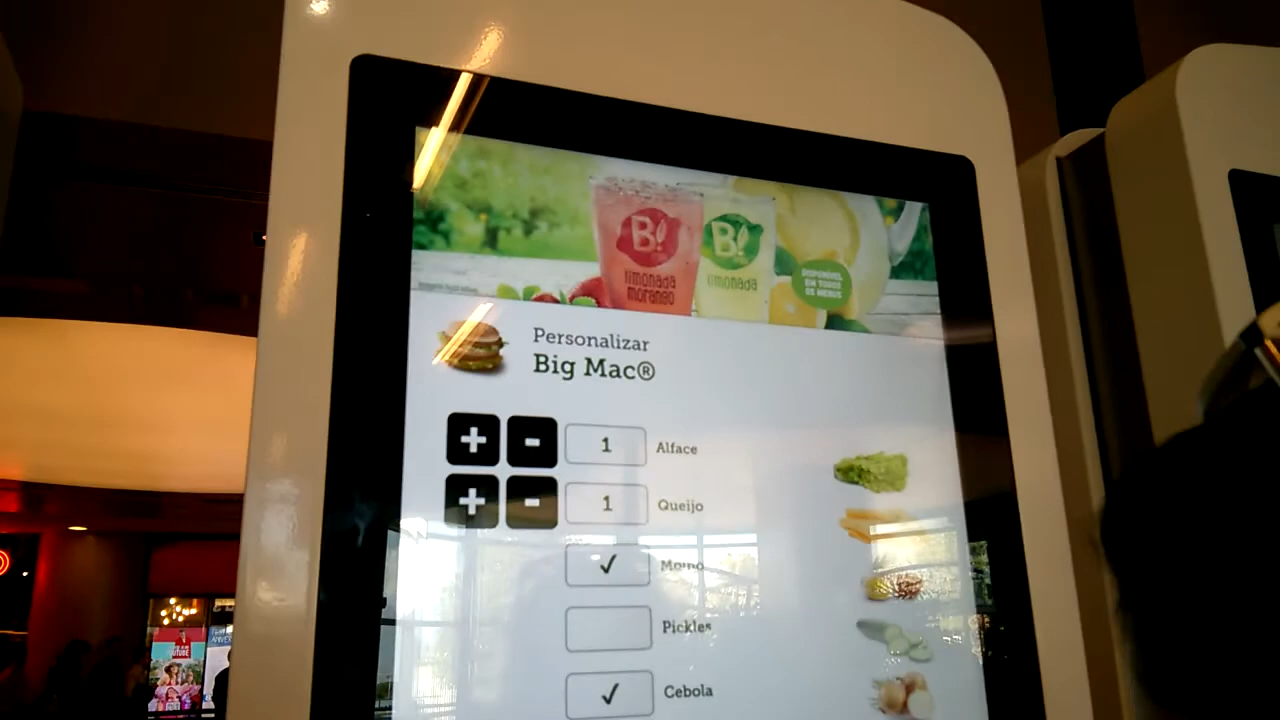 B!
limonada
morango
B!
limonada
DISPONÍVEL
EM TODOS
OS MENUS
Personalizar
Big Mac®
+ - 1 Alface
+ - 1 Queijo
✓ Molho
Pickles
✓ Cebola